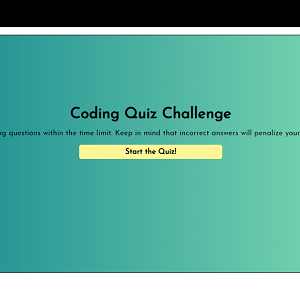 Coding Quiz Challenge
questions within the time limit. Keep in mind that incorrect answers will penalize your
Start the Quiz!